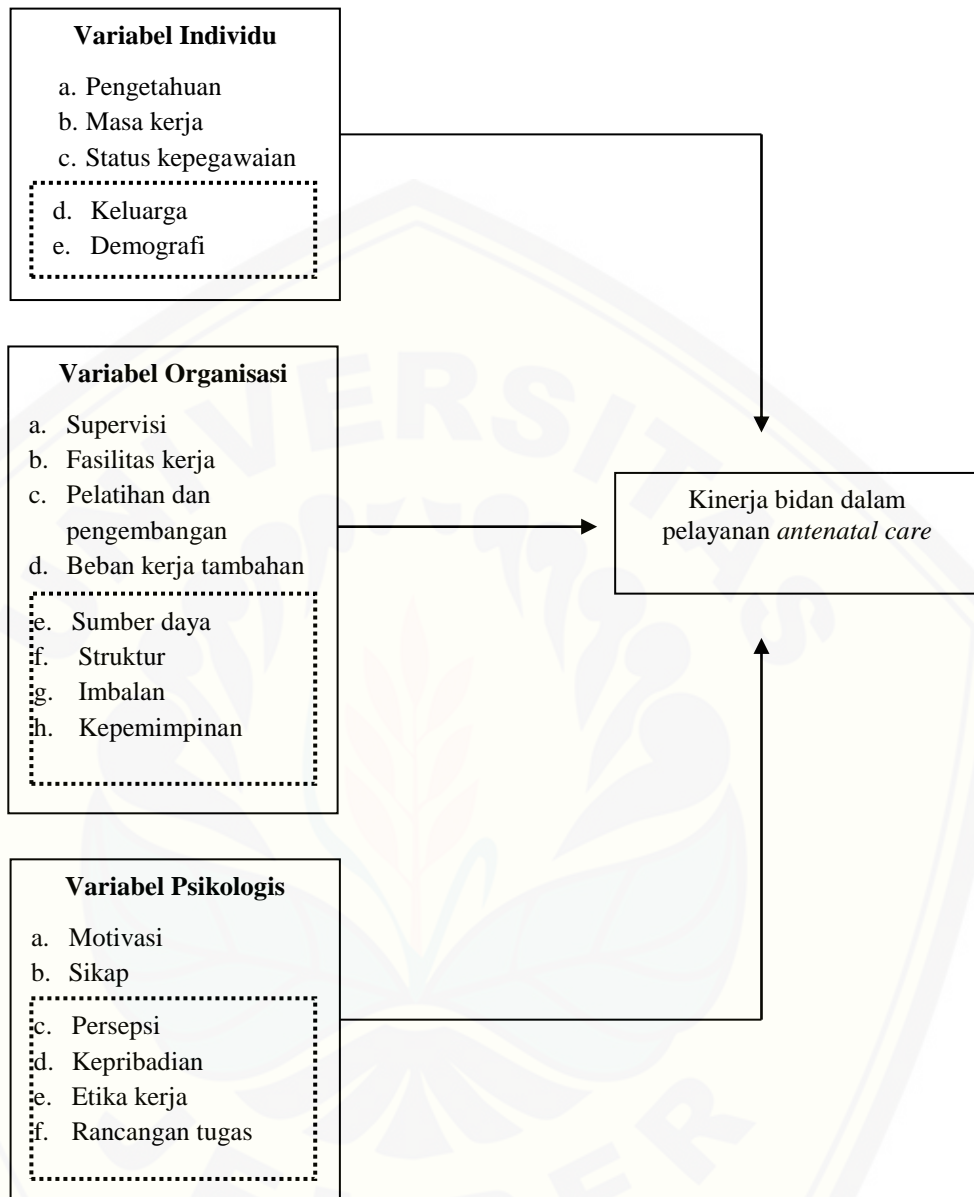 Variabel Individu
a. Pengetahuan
b. Masa kerja
c. Status kepegawaian
d. Keluarga
e. Demografi
Variabel Organisasi
a. Supervisi
b. Fasilitas kerja
c. Pelatihan dan
pengembangan
d. Beban kerja tambahan
e. Sumber daya
f. Struktur
g. Imbalan
h. Kepemimpinan
Variabel Psikologis
a. Motivasi
b. Sikap
c. Persepsi
d. Kepribadian
e. Etika kerja
f. Rancangan tugas
Kinerja bidan dalam
pelayanan antenatal care
UNIVERSITAS
JEMBER